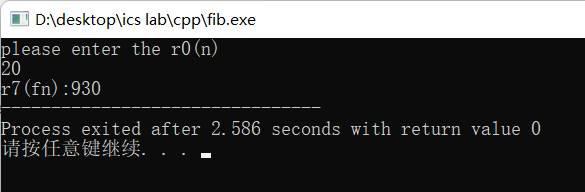 D:\desktop\ics lab\cpp\fib.exe
please enter the r0(n)
20
r7(fn):930
--------------------------------
Process exited after 2.586 seconds with return value 0
请按任意键继续. . .